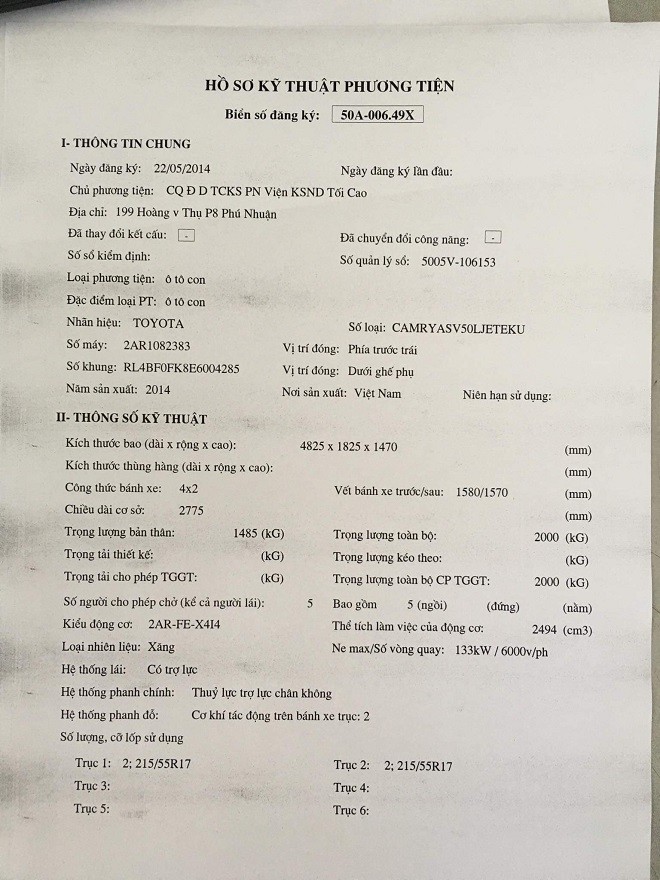 HỒ SƠ KỸ THUẬT PHƯƠNG TIỆN
Biển số đăng ký: 50A-006.49X
I- THÔNG TIN CHUNG
Ngày đăng ký: 22/05/2014 Ngày đăng ký lần đầu:
Chủ phương tiện: CQ Đ D TCKS PN Viện KSND Tối Cao
Địa chỉ: 199 Hoàng v Thụ P8 Phú Nhuận
Đã thay đổi kết cấu: - Đã chuyển đổi công năng: -
Số sổ kiểm định: Số quản lý sổ: 5005V-106153
Loại phương tiện: ô tô con
Đặc điểm loại PT: ô tô con
Nhãn hiệu: TOYOTA Số loại: CAMRYASV50LJETEKU
Số máy: 2AR1082383 Vị trí đóng: Phía trước trái
Số khung: RL4BF0FK8E6004285 Vị trí đóng: Dưới ghế phụ
Năm sản xuất: 2014 Nơi sản xuất: Việt Nam Niên hạn sử dụng:
II- THÔNG SỐ KỸ THUẬT
Kích thước bao (dài x rộng x cao): 4825 x 1825 x 1470 (mm)
Kích thước thùng hàng (dài x rộng x cao): (mm)
Công thức bánh xe: 4x2 Vết bánh xe trước/sau: 1580/1570 (mm)
Chiều dài cơ sở: 2775 (mm)
Trọng lượng bản thân: 1485 (kG) Trọng lượng toàn bộ: 2000 (kG)
Trọng tải thiết kế: (kG) Trọng lượng kéo theo: (kG)
Trọng tải cho phép TGGT: (kG) Trọng lượng toàn bộ CP TGGT: 2000 (kG)
Số người cho phép chở (kể cả người lái): 5 Bao gồm 5 (ngồi) (đứng) (nằm)
Kiểu động cơ: 2AR-FE-X4I4 Thể tích làm việc của động cơ: 2494 (cm3)
Loại nhiên liệu: Xăng Ne max/Số vòng quay: 133kW / 6000v/ph
Hệ thống lái: Có trợ lực
Hệ thống phanh chính: Thuỷ lực trợ lực chân không
Hệ thống phanh đỗ: Cơ khí tác động trên bánh xe trục: 2
Số lượng, cỡ lốp sử dụng
Trục 1: 2; 215/55R17 Trục 2: 2; 215/55R17
Trục 3: Trục 4:
Trục 5: Trục 6: